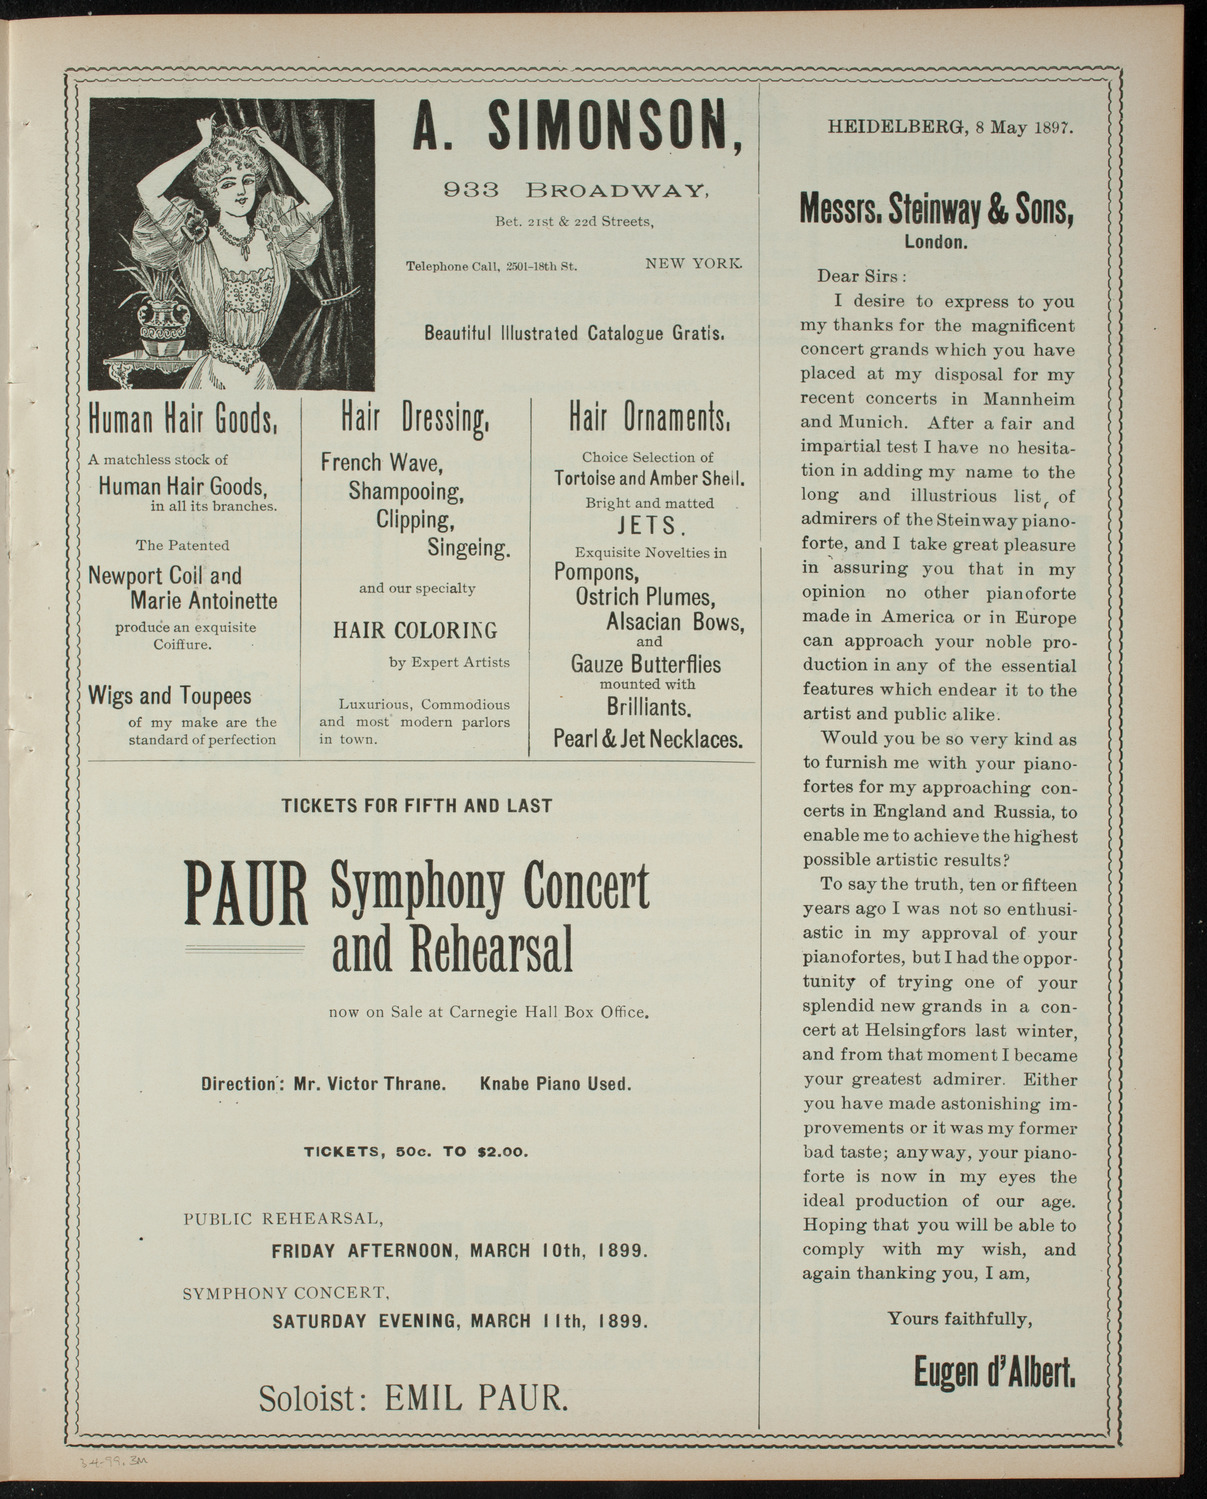 A. SIMONSON,
933 BROADWAY,
Bet. 21st & 22d Streets,
Telephone Call, 2501-18th St. NEW YORK.
Beautiful Illustrated Catalogue Gratis.
Human Hair Goods,
A matchless stock of
Human Hair Goods,
in all its branches.
The Patented
Newport Coil and
Marie Antoinette
produce an exquisite
Coiffure.
Wigs and Toupees
of my make are the
standard of perfection
Hair Dressing,
French Wave,
Shampooing,
Clipping,
Singeing.
and our specialty
HAIR COLORING
by Expert Artists
Luxurious, Commodious
and most modern parlors
in town.
Hair Ornaments,
Choice Selection of
Tortoise and Amber Shell.
Bright and matted
JETS.
Exquisite Novelties in
Pompons,
Ostrich Plumes,
Alsacian Bows,
and
Gauze Butterflies
mounted with
Brilliants.
Pearl & Jet Necklaces.
TICKETS FOR FIFTH AND LAST
PAUR Symphony Concert
and Rehearsal
now on Sale at Carnegie Hall Box Office.
Direction: Mr. Victor Thrane. Knabe Piano Used.
TICKETS, 50c. TO $2.00.
PUBLIC REHEARSAL,
FRIDAY AFTERNOON, MARCH 10th, 1899.
SYMPHONY CONCERT,
SATURDAY EVENING, MARCH 11th, 1899.
Soloist: EMIL PAUR.
HEIDELBERG, 8 May 1897.
Messrs. Steinway & Sons,
London.
Dear Sirs:
I desire to express to you
my thanks for the magnificent
concert grands which you have
placed at my disposal for my
recent concerts in Mannheim
and Munich. After a fair and
impartial test I have no hesita-
tion in adding my name to the
long and illustrious list of
admirers of the Steinway piano-
forte, and I take great pleasure
in assuring you that in my
opinion no other pianoforte
made in America or in Europe
can approach your noble pro-
duction in any of the essential
features which endear it to the
artist and public alike.
Would you be so very kind as
to furnish me with your piano-
fortes for my approaching con-
certs in England and Russia, to
enable me to achieve the highest
possible artistic results?
To say the truth, ten or fifteen
years ago I was not so enthusi-
astic in my approval of your
pianofortes, but I had the oppor-
tunity of trying one of your
splendid new grands in a con-
cert at Helsingfors last winter,
and from that moment I became
your greatest admirer. Either
you have made astonishing im-
provements or it was my former
bad taste; anyway, your piano-
forte is now in my eyes the
ideal production of our age.
Hoping that you will be able to
comply with my wish, and
again thanking you, I am,
Yours faithfully,
Eugen d'Albert.
3-4-99. 3M